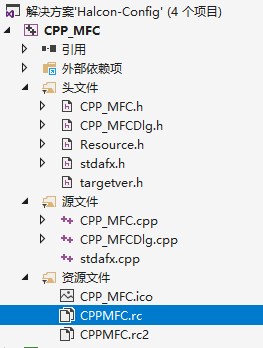 解决方案'Halcon-Config' (4 个项目)
CPP_MFC
引用
外部依赖项
头文件
CPP_MFC.h
CPP_MFCDlg.h
Resource.h
stdafx.h
targetver.h
源文件
CPP_MFC.cpp
CPP_MFCDlg.cpp
stdafx.cpp
资源文件
CPP_MFC.ico
CPPMFC.rc
CPPMFC.rc2